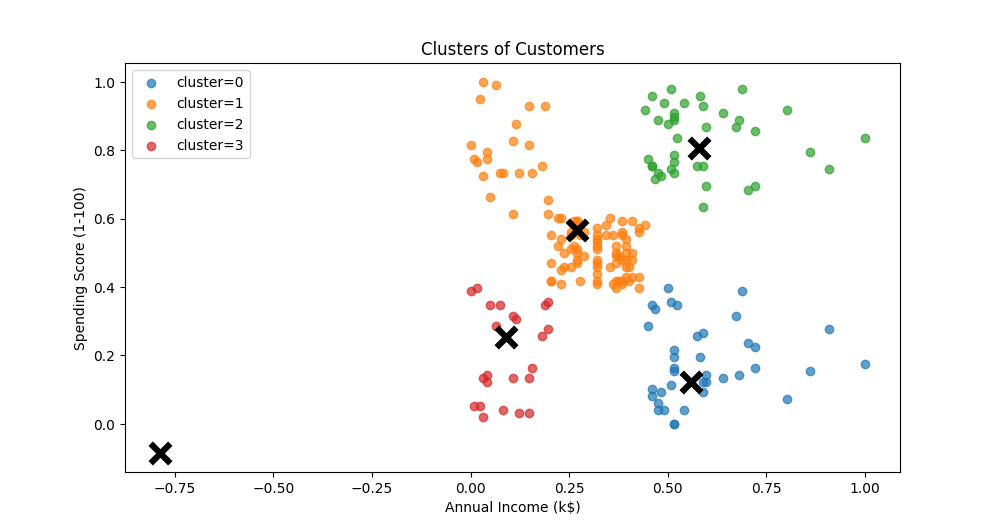 Clusters of Customers
cluster=0
cluster=1
cluster=2
cluster=3
Spending Score (1-100)
1.0
0.8
0.6
0.4
0.2
0.0
−0.75 −0.50 −0.25 0.00 0.25 0.50 0.75 1.00
Annual Income (k$)